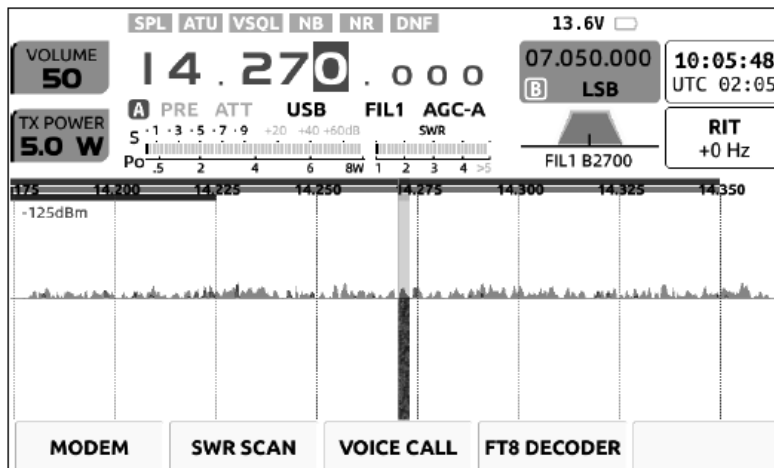 SPL ATU VSQL NB NR DNF 13.6V
VOLUME
50
14.270.000
07.050.000
B LSB
10:05:48
UTC 02:05
A PRE ATT USB FIL1 AGC-A
TX POWER
5.0 W
S ·1 ·3 ·5 ·7 ·9 +20 +40 +60dB SWR
Po .5 2 4 6 8W 1 2 3 4 >5
FIL1 B2700
RIT
+0 Hz
175 14.200 14.225 14.250 14.275 14.300 14.325 14.350
-125dBm
MODEM SWR SCAN VOICE CALL FT8 DECODER